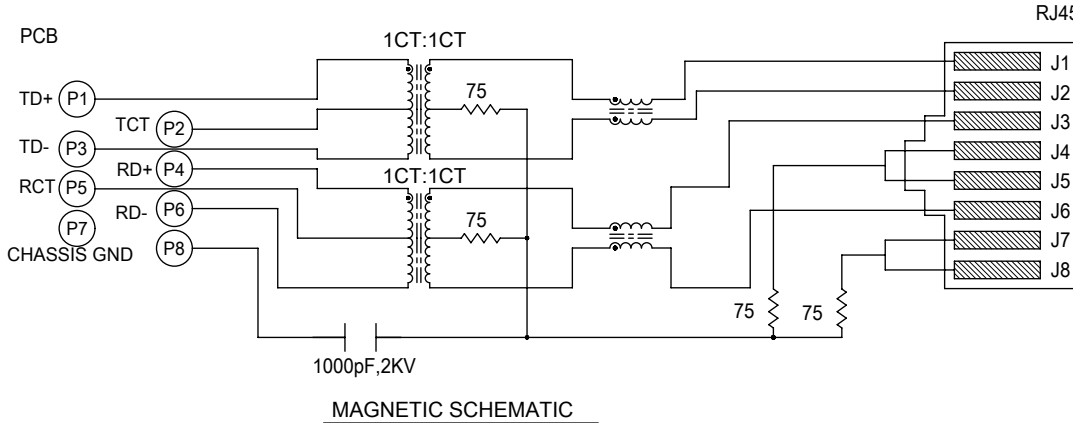 RJ45
PCB
1CT:1CT
J1
75
J2
TD+ P1
TCT P2
J3
TD- P3
J4
RD+ P4
1CT:1CT
RCT P5
J5
RD- P6
75
J6
P7
J7
CHASSIS GND P8
J8
75
75
1000pF,2KV
MAGNETIC SCHEMATIC